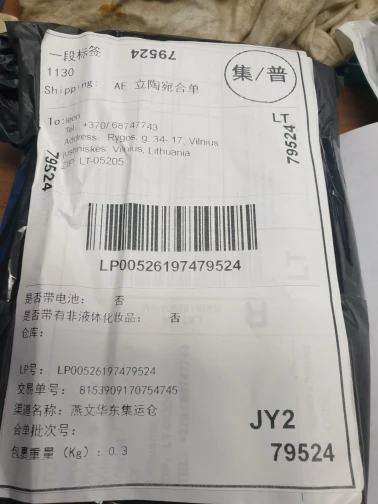 一段标签
79524
1130
集/普
Shipping: AE 立陶宛合单
LT
To: leon
Tel: +370/ 68747743
Address: Rygos, g. 34- 17, Vilnius
justiniskes, Vilnius, Lithuania
ZIP: LT-05205
79524
79524
LP00526197479524
是否带电池： 否
是否带有非液体化妆品： 否
仓库：
LP号： LP00526197479524
交易单号： 8153909170754745
渠道名称： 燕文华东集运仓
合单批次号：
包裹重量（Kg）： 0.3
JY2
79524